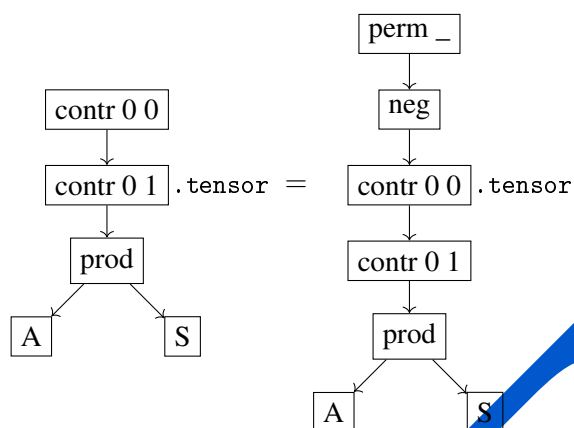 perm _
contr 0 0
neg
contr 0 1 .tensor = contr 0 0 .tensor
prod
contr 0 1
A S
prod
A S